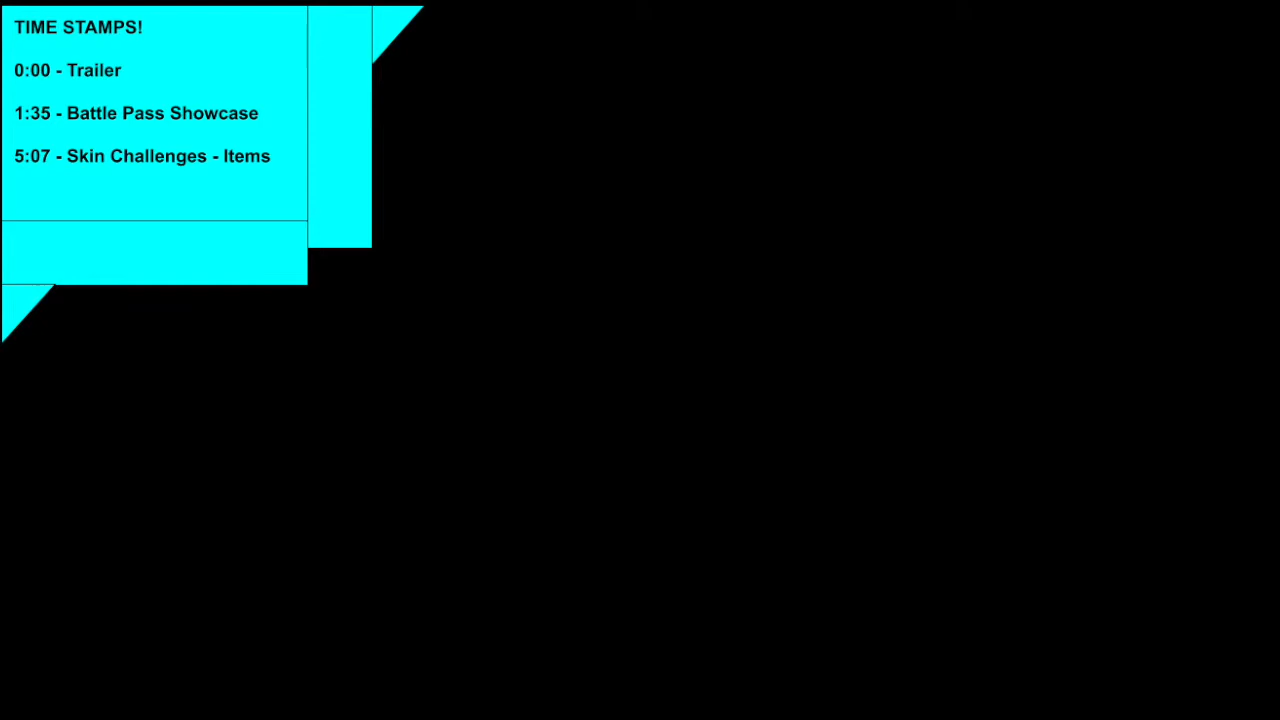 TIME STAMPS!
0:00 - Trailer
1:35 - Battle Pass Showcase
5:07 - Skin Challenges - Items